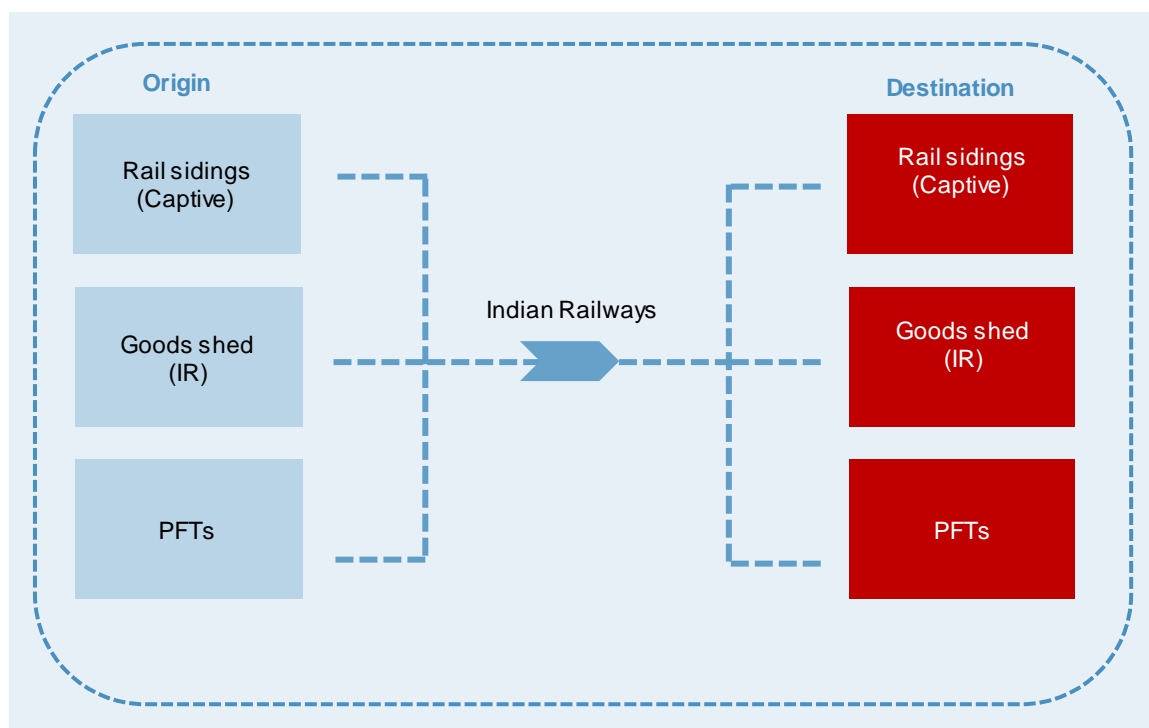 Origin
Rail sidings
(Captive)
Goods shed
(IR)
PFTs
Indian Railways
Destination
Rail sidings
(Captive)
Goods shed
(IR)
PFTs